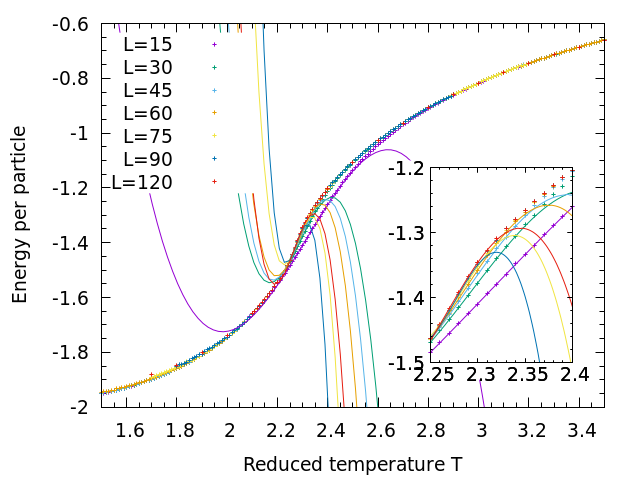 -0.6
L=15
L=30
-0.8
L=45
L=60
-1
L=75
L=90
-1.2
L=120
-1.4
-1.6
-1.8
-2
1.6 1.8 2 2.2 2.4 2.6 2.8 3 3.2 3.4
Energy per particle
Reduced temperature T
-1.2
-1.3
-1.4
-1.5
2.25 2.3 2.35 2.4